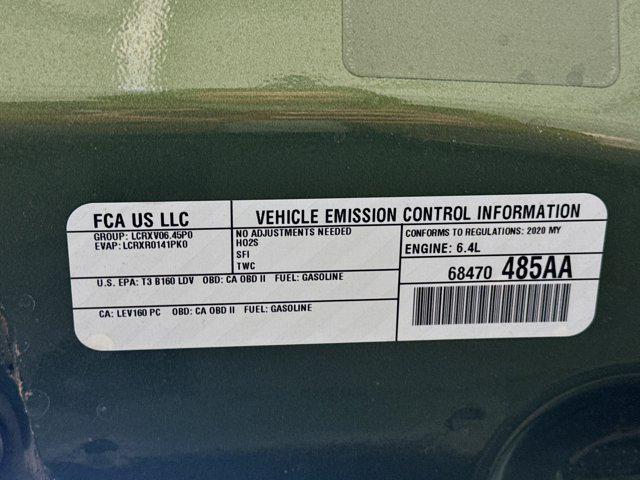 FCA US LLC
GROUP: LCRXV06.45P0
EVAP: LCRXR0141PK0
VEHICLE EMISSION CONTROL INFORMATION
NO ADJUSTMENTS NEEDED
HO2S
SFI
TWC
CONFORMS TO REGULATIONS: 2020 MY
ENGINE: 6.4L
68470 485AA
U.S. EPA: T3 B160 LDV OBD: CA OBD II FUEL: GASOLINE
CA: LEV160 PC OBD: CA OBD II FUEL: GASOLINE